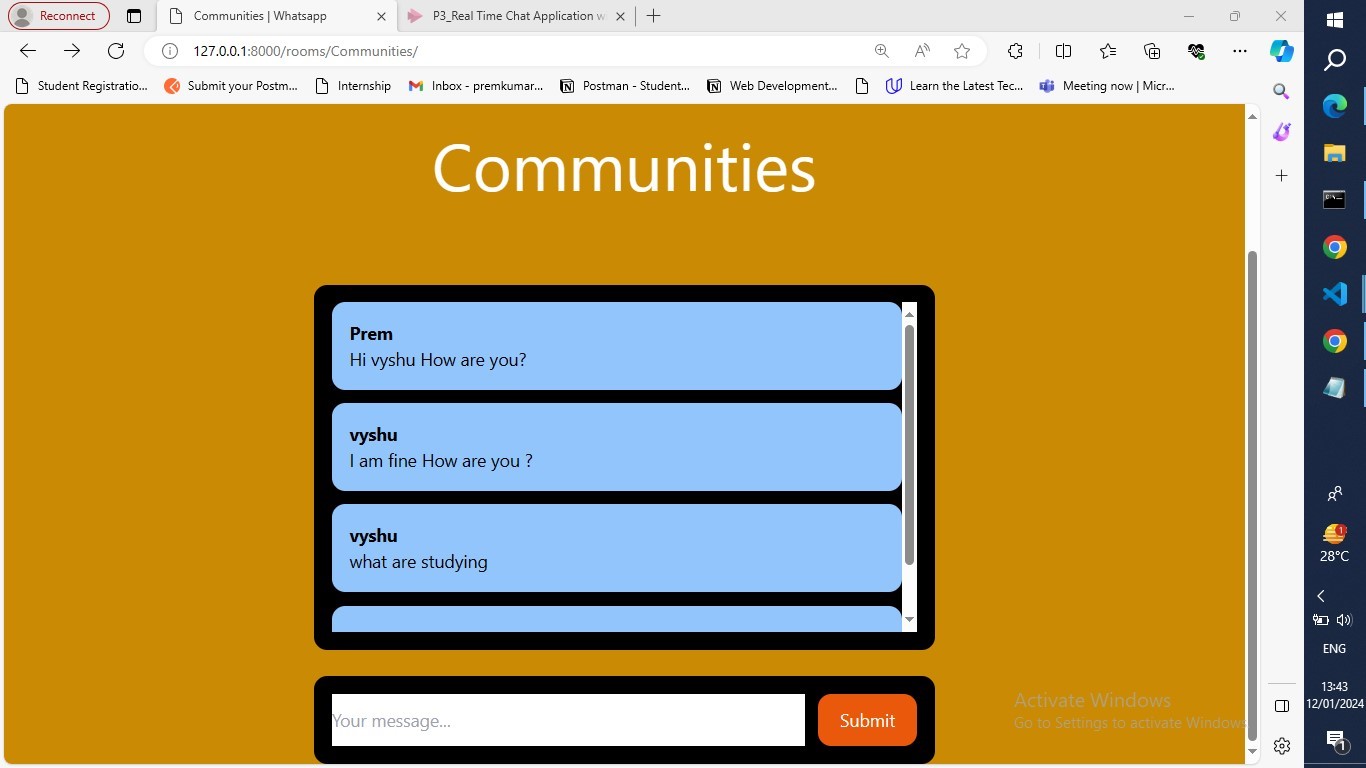 Reconnect
Communities | Whatsapp
P3_Real Time Chat Application w
127.0.0.1:8000/rooms/Communities/
Student Registratio...
Submit your Postm...
Internship
Inbox - premkumar...
Postman - Student...
Web Development...
Learn the Latest Tec...
Meeting now | Micr...
Communities
Prem
Hi vyshu How are you?
vyshu
I am fine How are you ?
vyshu
what are studying
Your message...
Submit
Activate Windows
Go to Settings to activate Windows.
1
28°C
ENG
13:43
12/01/2024
1